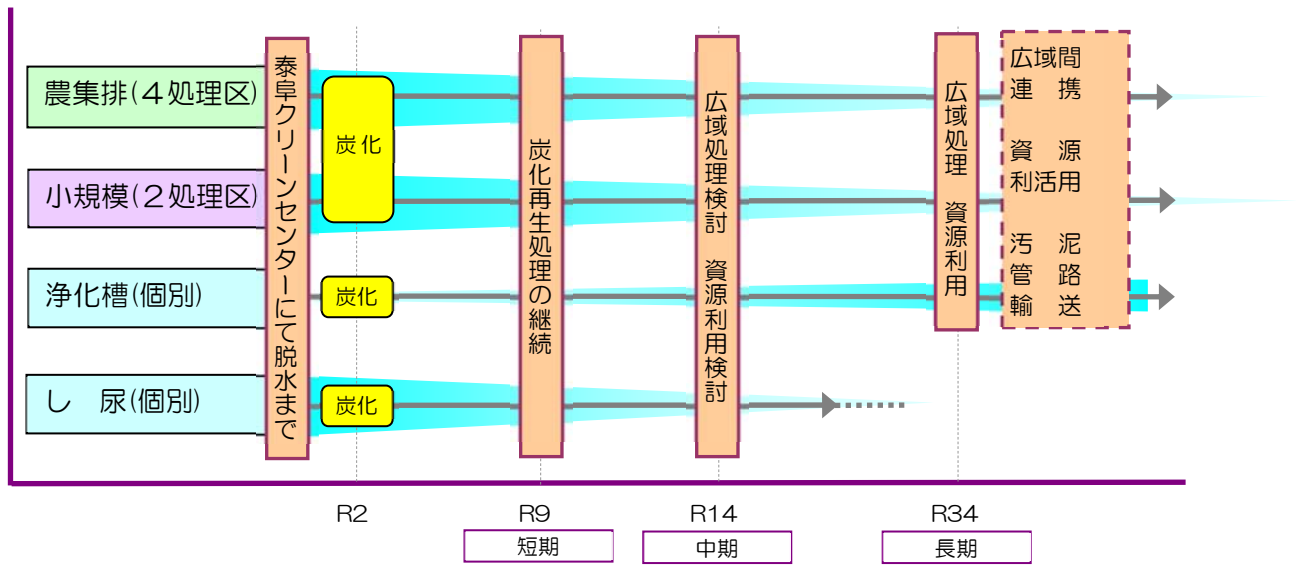 農集排(４処理区)
小規模(２処理区)
浄化槽(個別)
し　尿(個別)
泰阜クリーンセンターにて脱水まで
炭化
炭化
炭化
炭化再生処理の継続
広域処理検討　資源利用検討
広域処理　資源利用
広域間
連　携
資　源
利活用
汚　泥
管　路
輸　送
R2
R9
R14
R34
短期
中期
長期